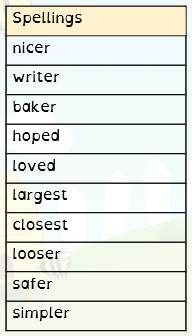 Spellings
nicer
writer
baker
hoped
loved
largest
closest
looser
safer
simpler